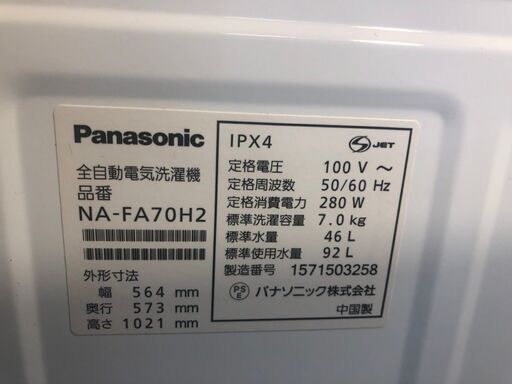 Panasonic
全自動電気洗濯機
品番
NA-FA70H2
外形寸法
幅 564 mm
奥行 573 mm
高さ 1021 mm
IPX4
S JET
定格電圧 100 V ～
定格周波数 50/60 Hz
定格消費電力 280 W
標準洗濯容量 7.0 kg
標準水量 46 L
標準使用水量 92 L
製造番号 1571503258
PS E パナソニック株式会社
中国製